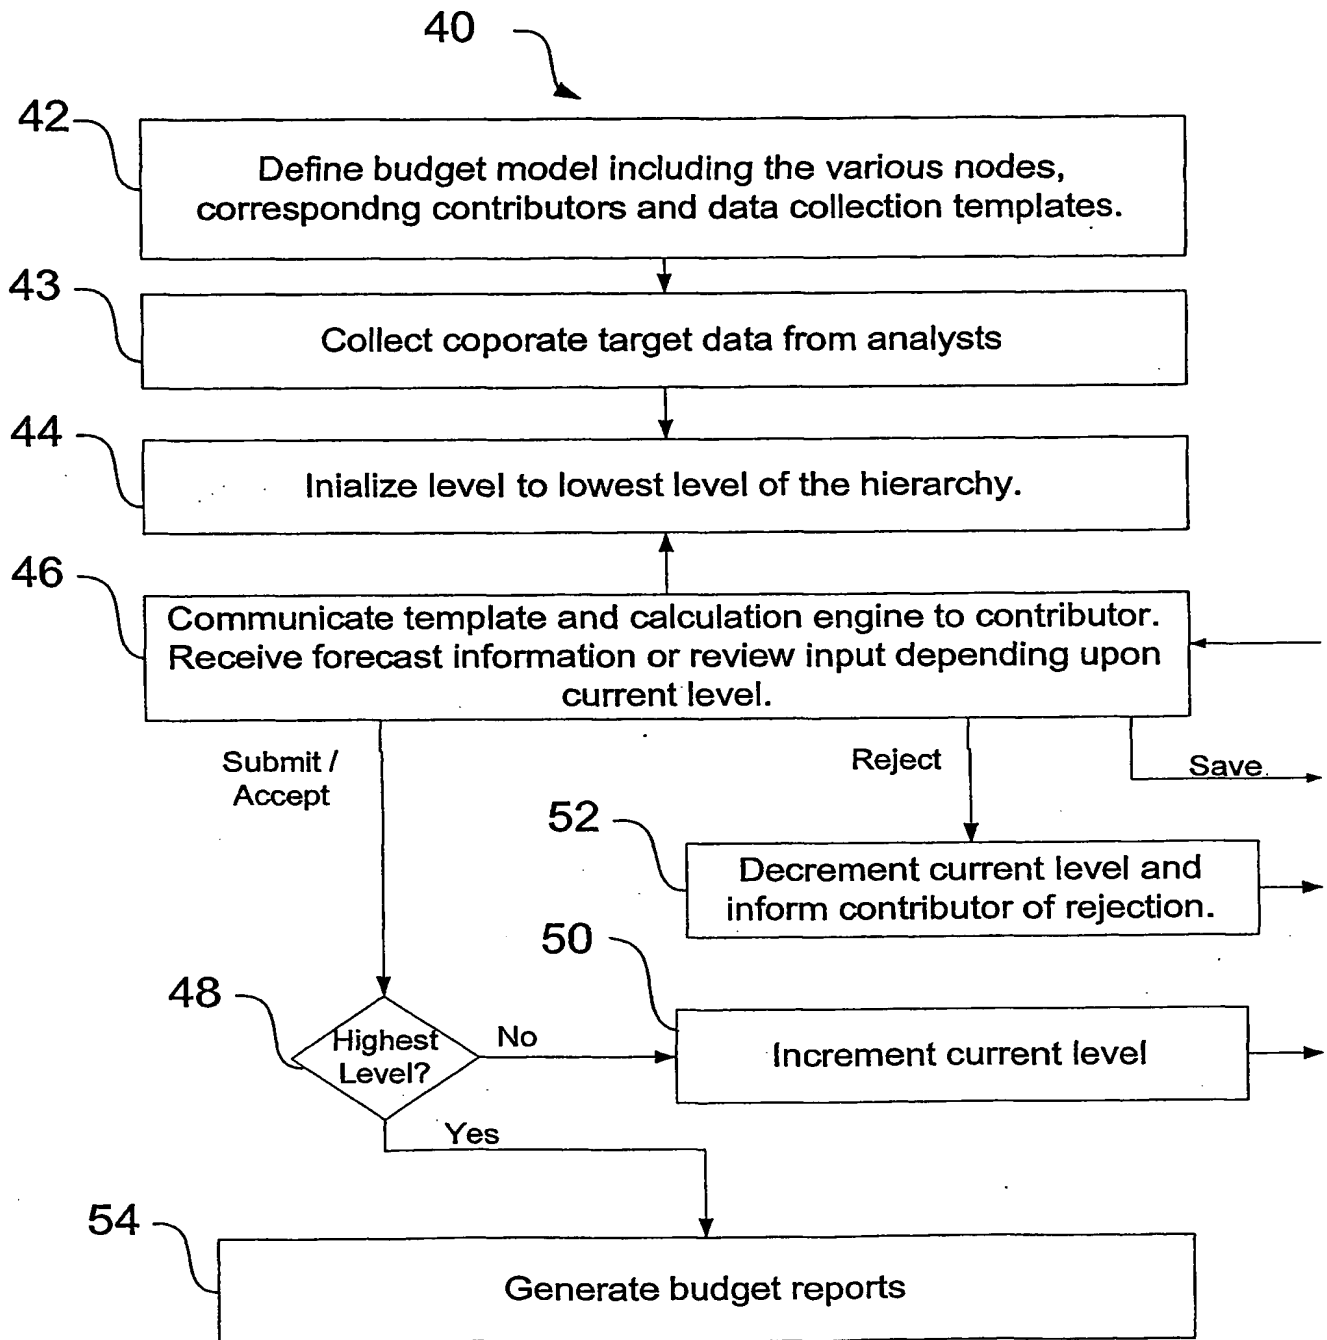 40
42
Define budget model including the various nodes,
correspondng contributors and data collection templates.
43
Collect coporate target data from analysts
44
Inialize level to lowest level of the hierarchy.
46
Communicate template and calculation engine to contributor.
Receive forecast information or review input depending upon
current level.
Submit /
Accept
Reject
Save
52
Decrement current level and
inform contributor of rejection.
50
48
Highest
Level?
No
Increment current level
Yes
54
Generate budget reports